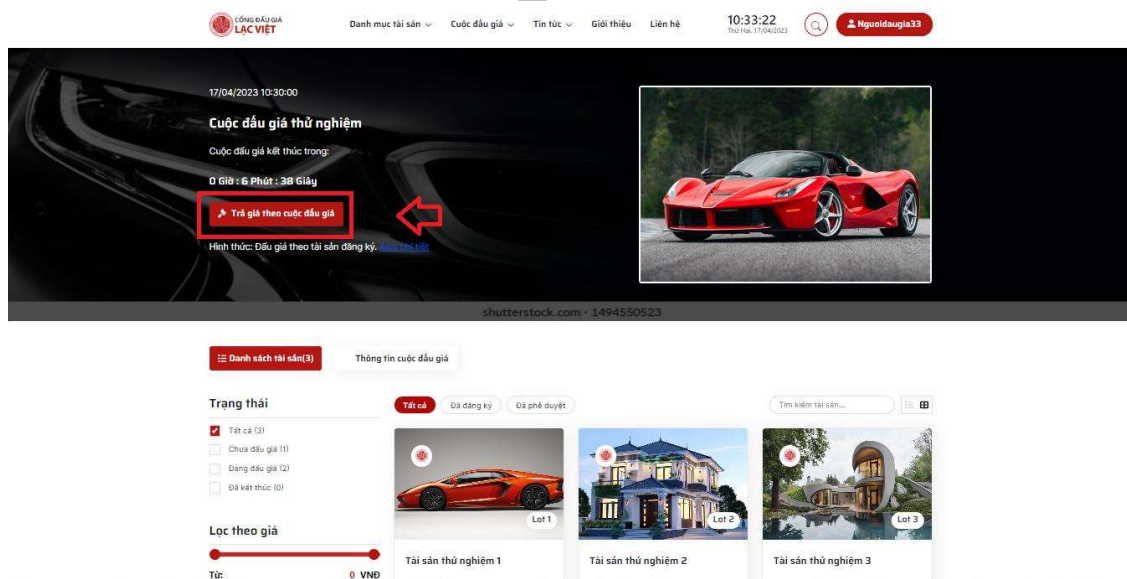 CỔNG ĐẤU GIÁ
LẠC VIỆT
Danh mục tài sản
Cuộc đấu giá
Tin tức
Giới thiệu
Liên hệ
10:33:22
Thứ Hai, 17/04/2023
Nguoidaugia33
17/04/2023 10:30:00
Cuộc đấu giá thử nghiệm
Cuộc đấu giá kết thúc trong:
0 Giờ : 6 Phút : 38 Giây
Trả giá theo cuộc đấu giá
Hình thức: Đấu giá theo tài sản đăng ký. Xem chi tiết
shutterstock.com · 1494550523
Danh sách tài sản(3)
Thông tin cuộc đấu giá
Trạng thái
Tất cả (3)
Chưa đấu giá (1)
Đang đấu giá (2)
Đã kết thúc (0)
Lọc theo giá
Từ: 0 VNĐ
Tất cả
Đã đăng ký
Đã phê duyệt
Tìm kiếm tài sản...
Lot 1
Lot 2
Lot 3
Tài sản thử nghiệm 1
Tài sản thử nghiệm 2
Tài sản thử nghiệm 3